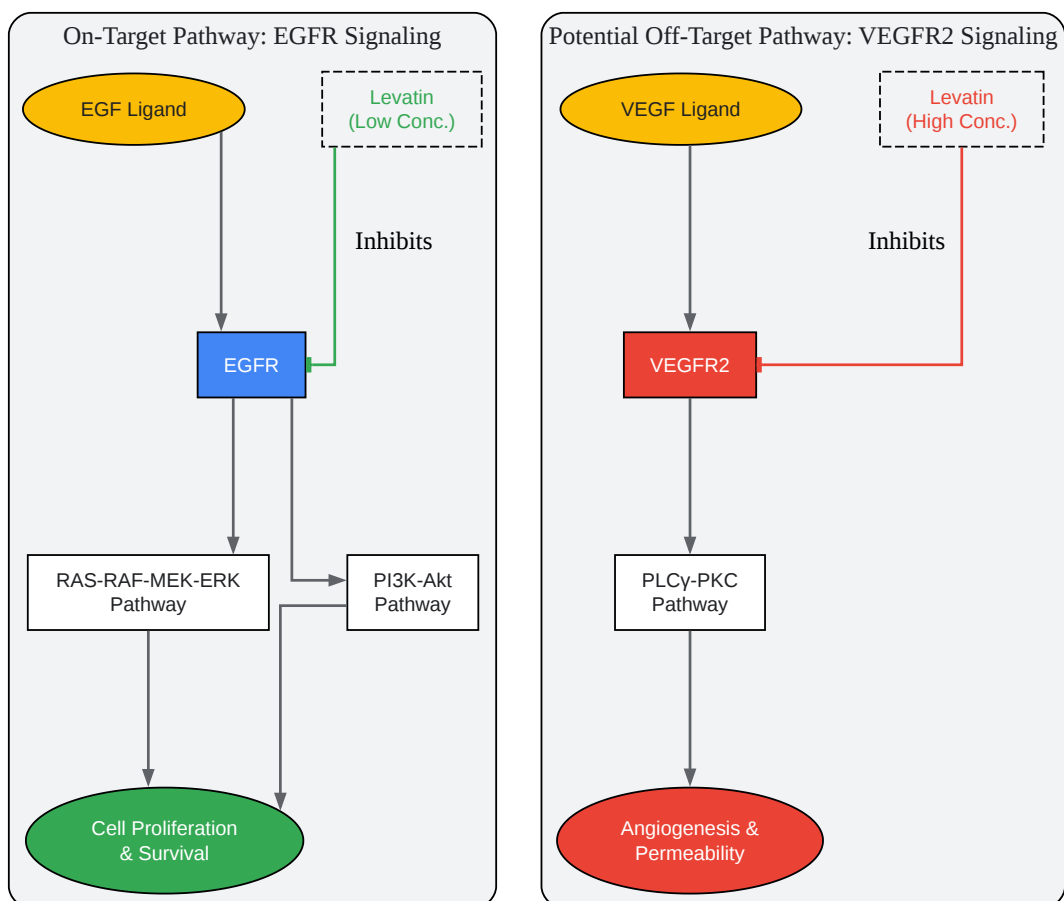 On-Target Pathway: EGFR Signaling
EGF Ligand
Levatin
(Low Conc.)
Inhibits
EGFR
RAS-RAF-MEK-ERK
Pathway
PI3K-Akt
Pathway
Cell Proliferation
& Survival
Potential Off-Target Pathway: VEGFR2 Signaling
VEGF Ligand
Levatin
(High Conc.)
Inhibits
VEGFR2
PLCγ-PKC
Pathway
Angiogenesis &
Permeability